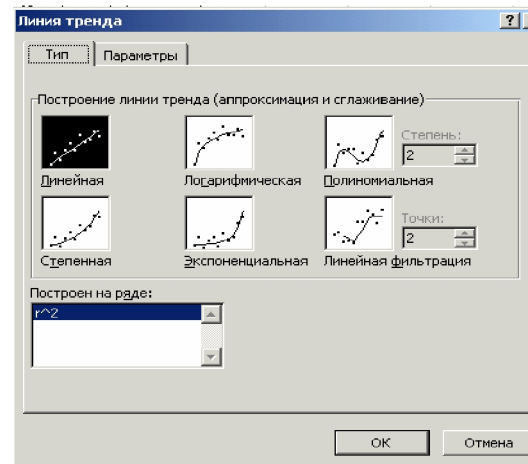 Линия тренда
?
Тип
Параметры
Построение линии тренда (аппроксимация и сглаживание)
Линейная
Логарифмическая
Полиномиальная
Степень:
2
Степенная
Экспоненциальная
Линейная фильтрация
Точки:
2
Построен на ряде:
r^2
OK
Отмена